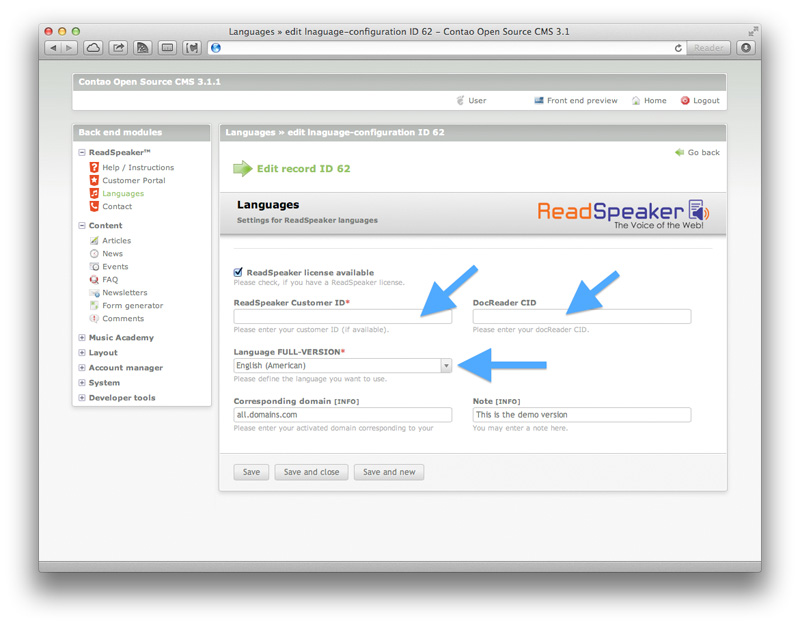 Languages » edit lnaguage-configuration ID 62 – Contao Open Source CMS 3.1
Reader
Contao Open Source CMS 3.1.1
User Front end preview Home Logout
Back end modules
ReadSpeaker™
Help / Instructions
Customer Portal
Languages
Contact
Content
Articles
News
Events
FAQ
Newsletters
Form generator
Comments
Music Academy
Layout
Account manager
System
Developer tools
Languages » edit lnaguage-configuration ID 62
Go back
Edit record ID 62
Languages
Settings for ReadSpeaker languages
ReadSpeaker
The Voice of the Web!
ReadSpeaker license available
Please check, if you have a ReadSpeaker license.
ReadSpeaker Customer ID* DocReader CID
Please enter your customer ID (if available). Please enter your docReader CID.
Language FULL-VERSION*
English (American)
Please define the language you want to use.
Corresponding domain [INFO] Note [INFO]
all.domains.com This is the demo version
Please enter your activated domain corresponding to your You may enter a note here.
Save Save and close Save and new